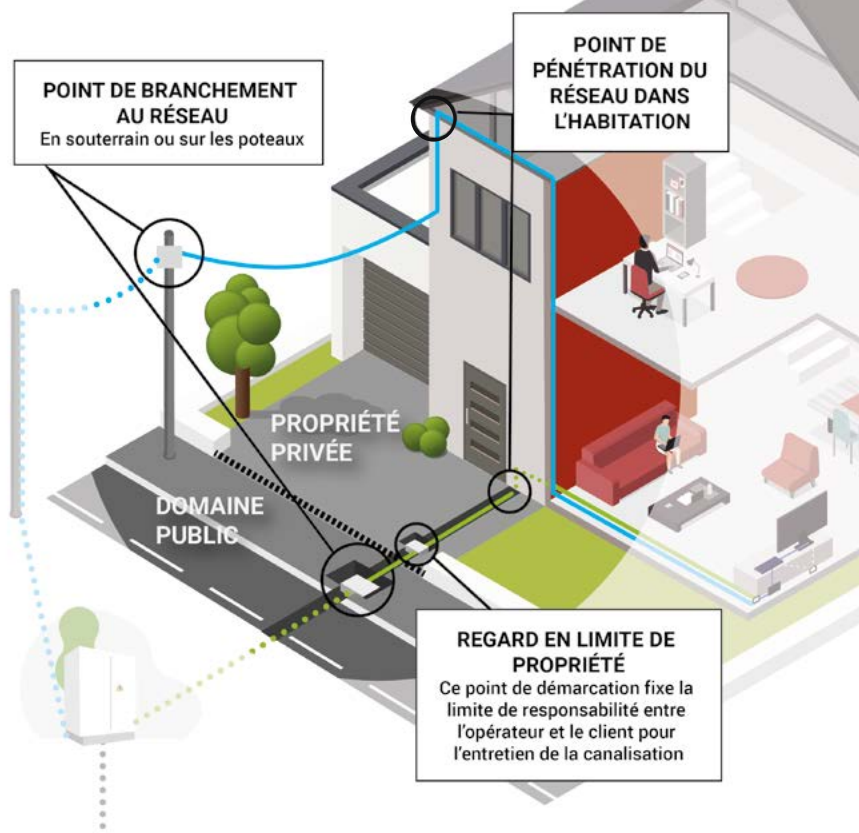 POINT DE BRANCHEMENT
AU RÉSEAU
En souterrain ou sur les poteaux
POINT DE
PÉNÉTRATION DU
RÉSEAU DANS
L'HABITATION
PROPRIÉTÉ
PRIVÉE
DOMAINE
PUBLIC
REGARD EN LIMITE DE
PROPRIÉTÉ
Ce point de démarcation fixe la
limite de responsabilité entre
l'opérateur et le client pour
l'entretien de la canalisation